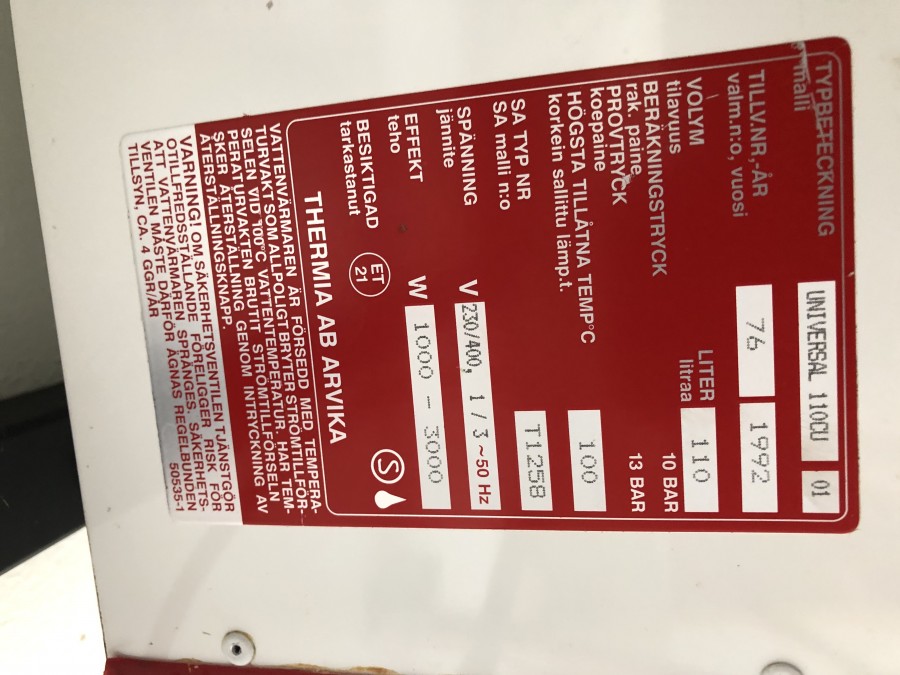 TYPBETECKNING
malli
UNIVERSAL 110CU 01
TILLV.NR,-ÅR
valm.n:o, vuosi
76 1992
VOLYM
tilavuus
LITER
litraa
110
BERÄKNINGSTRYCK
rak. paine
10 BAR
PROVTRYCK
koepaine
13 BAR
HÖGSTA TILLÅTNA TEMP°C
korkein sallittu lämp.t.
100
SA TYP NR
SA malli n:o
T1258
SPÄNNING
jännite
V 230/400, 1 / 3 ~50 Hz
EFFEKT
teho
W 1000 - 3000
BESIKTIGAD
tarkastanut
ET
21
S
THERMIA AB ARVIKA
VATTENVÄRMAREN ÄR FÖRSEDD MED TEMPERA-
TURVAKT SOM ALLPOLIGT BRYTER STRÖMTILLFÖR-
SELEN VID 100°C VATTENTEMPERATUR. HAR TEM-
PERATURVAKTEN BRUTIT STRÖMTILLFÖRSELN
SKER ÅTERSTÄLLNING GENOM INTRYCKNING AV
ÅTERSTÄLLNINGSKNAPP.
VARNING! OM SÄKERHETSVENTILEN TJÄNSTGÖR
OTILLFREDSSTÄLLANDE FÖRELIGGER RISK FÖR
ATT VATTENVÄRMAREN SPRÄNGES. SÄKERHETS-
VENTILEN MÅSTE DÄRFÖR ÄGNAS REGELBUNDEN
TILLSYN. CA. 4 GGR/ÅR
50535-1